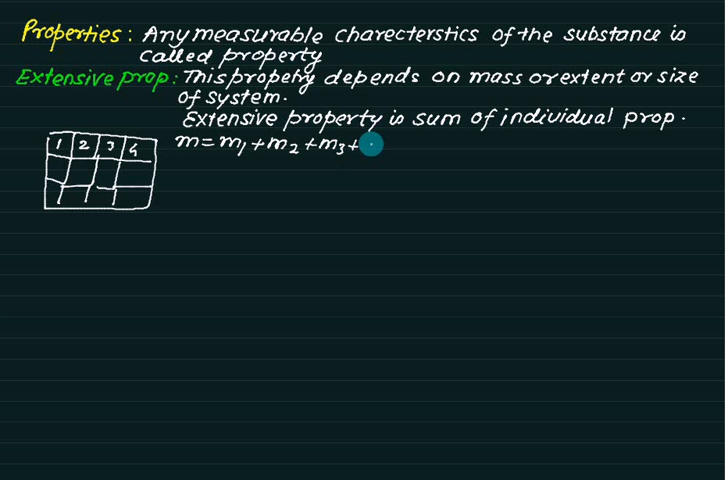 Properties: Any measurable charecterstics of the substance is
called property
Extensive prop: This propehy depends on mass or extent or size
of system.
Extensive property is sum of individual prop.
1 2 3 4 m = m1 + m2 + m3 +